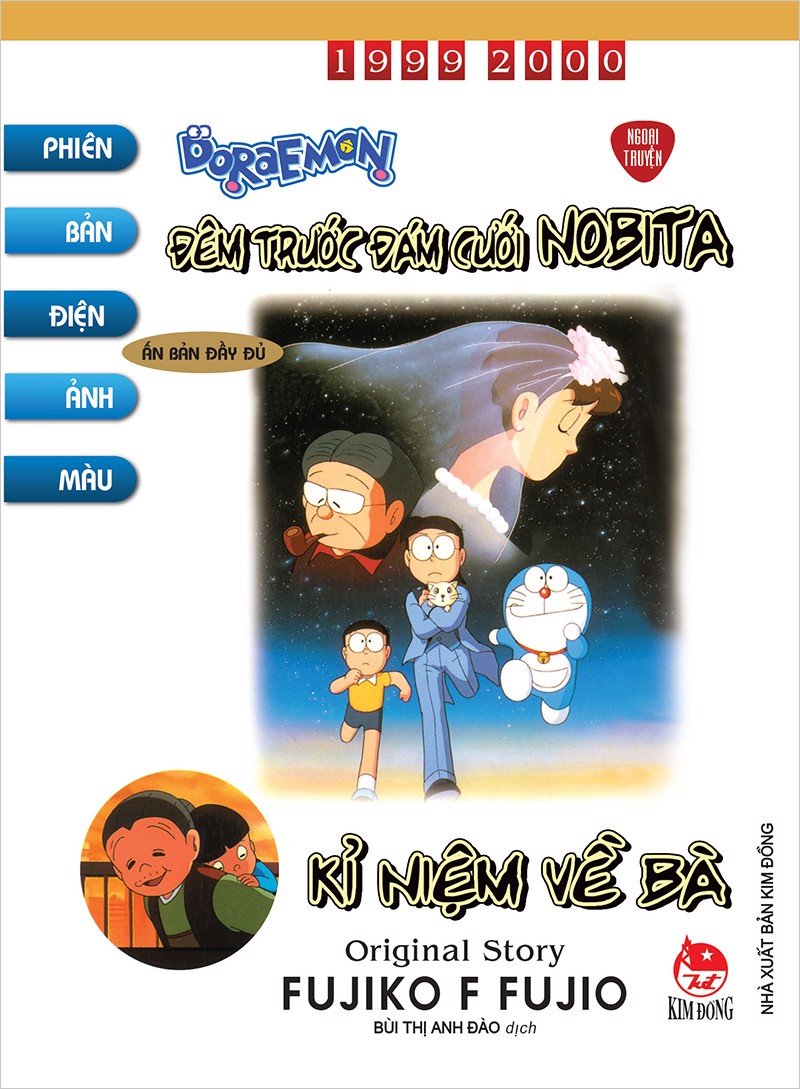 1999 2000
PHIÊN
BẢN
ĐIỆN
ẢNH
MÀU
DORAEMON
NGOẠI
TRUYỆN
ĐÊM TRƯỚC ĐÁM CƯỚI NOBITA
ẤN BẢN ĐẦY ĐỦ
KỈ NIỆM VỀ BÀ
Original Story
FUJIKO F FUJIO
BÙI THỊ ANH ĐÀO dịch
KĐ
KIM ĐỒNG
NHÀ XUẤT BẢN KIM ĐỒNG